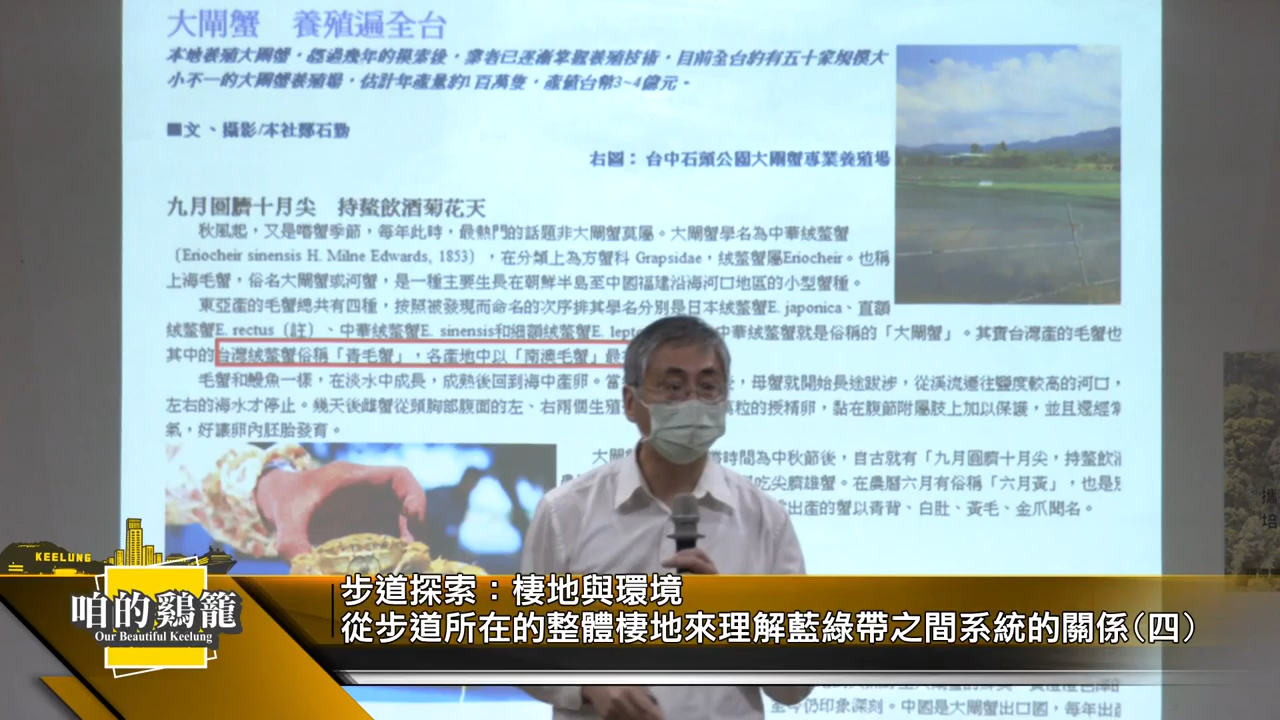 大閘蟹　養殖遍全台
本地養殖大閘蟹，經過幾年的摸索後，業者已逐漸掌握養殖技術，目前全台約有五十家規模大
小不一的大閘蟹養殖場，估計年產量約1百萬隻，產值台幣3~4億元。
■文、攝影/本社鄭石勤
右圖：台中石頭公園大閘蟹專業養殖場
九月圓臍十月尖　持螯飲酒菊花天
秋風起，又是嚐蟹季節，每年此時，最熱門的話題非大閘蟹莫屬。大閘蟹學名為中華絨螯蟹
（Eriocheir sinensis H. Milne Edwards, 1853），在分類上為方蟹科 Grapsidae，絨螯蟹屬Eriocheir。也稱
上海毛蟹，俗名大閘蟹或河蟹，是一種主要生長在朝鮮半島至中國福建沿海河口地區的小型蟹種。
東亞產的毛蟹總共有四種，按照被發現而命名的次序排其學名分別是日本絨螯蟹E. japonica、直額
絨螯蟹E. rectus（註）、中華絨螯蟹E. sinensis和細額絨螯蟹E. lepto 中華絨螯蟹就是俗稱的「大閘蟹」。其實台灣產的毛蟹也
其中的台灣絨螯蟹俗稱「青毛蟹」，各產地中以「南澳毛蟹」最
毛蟹和鰻魚一樣，在淡水中成長，成熟後回到海中產卵。當 ，母蟹就開始長途跋涉，從溪流遷往鹽度較高的河口，
左右的海水才停止。幾天後雌蟹從頭胸部腹面的左、右兩個生殖 萬粒的授精卵，黏在腹節附屬肢上加以保護，並且還經常
氣，好讓卵內胚胎發育。
大閘 時間為中秋節後，自古就有「九月圓臍十月尖，持螯飲酒
吃尖臍雄蟹。在農曆六月有俗稱「六月黃」，也是別
出產的蟹以青背、白肚、黃毛、金爪聞名。
KEELUNG
咱的鷄籠
Our Beautiful Keelung
步道探索：棲地與環境
從步道所在的整體棲地來理解藍綠帶之間系統的關係(四)
至今仍印象深刻。中國是大閘蟹出口國，每年出